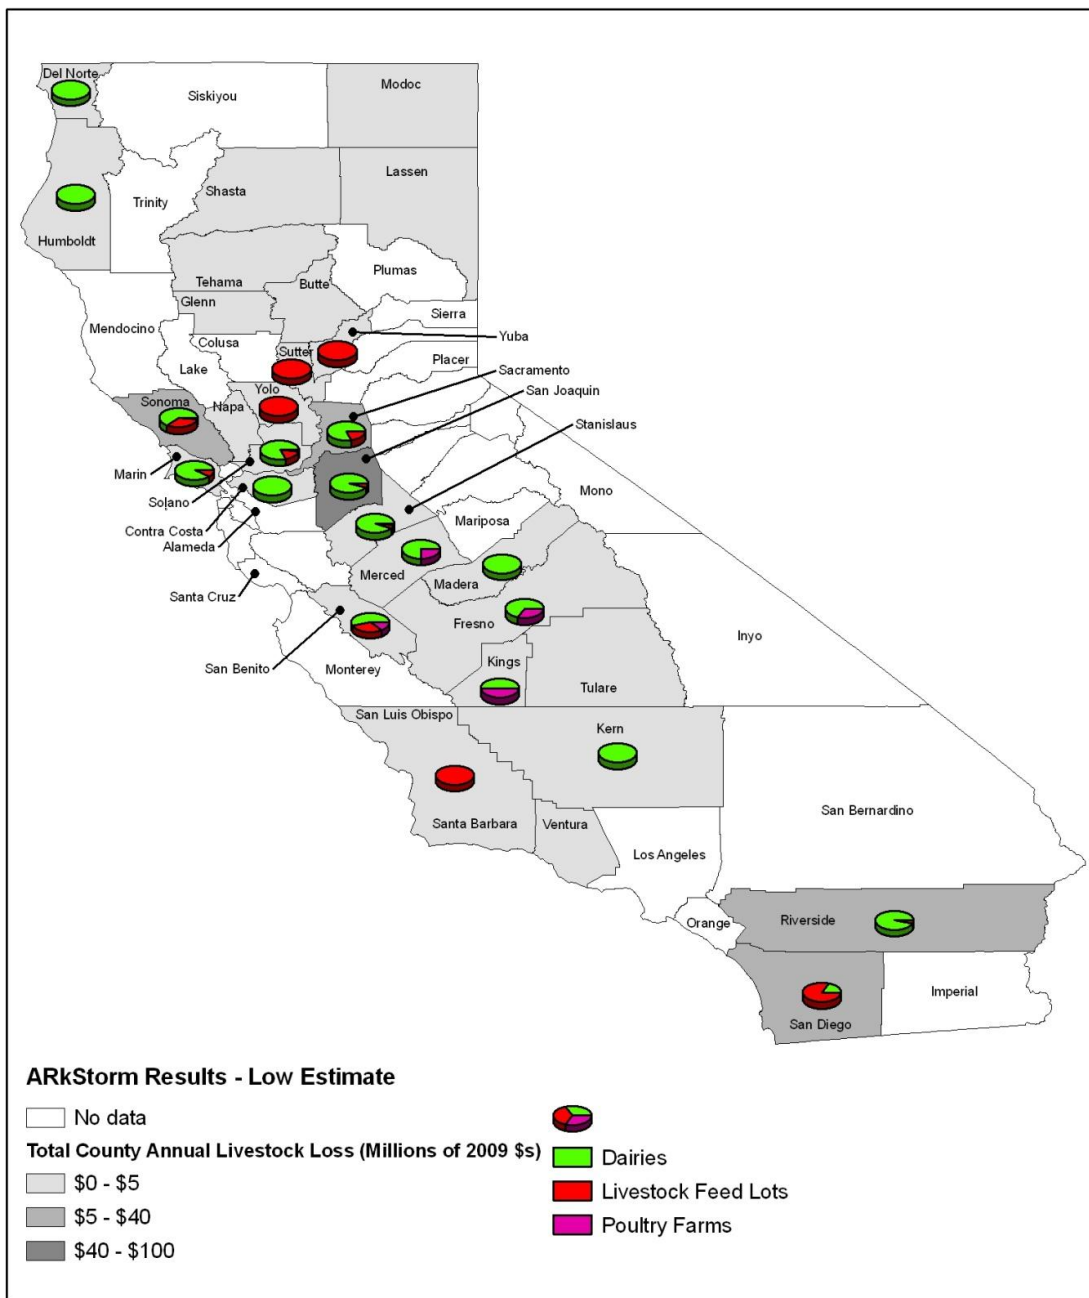 Del Norte
Siskiyou
Modoc
Shasta
Lassen
Trinity
Humboldt
Tehama
Plumas
Butte
Glenn
Sierra
Mendocino
Yuba
Colusa
Sutter
Placer
Lake
Sacramento
Yolo
San Joaquin
Sonoma
Napa
Stanislaus
Marin
Mono
Solano
Mariposa
Contra Costa
Alameda
Merced
Madera
Santa Cruz
Fresno
Inyo
San Benito
Monterey
Kings
Tulare
San Luis Obispo
Kern
San Bernardino
Santa Barbara
Ventura
Los Angeles
Orange
Riverside
Imperial
San Diego
ARkStorm Results - Low Estimate
No data
Total County Annual Livestock Loss (Millions of 2009 $s)
$0 - $5
$5 - $40
$40 - $100
Dairies
Livestock Feed Lots
Poultry Farms